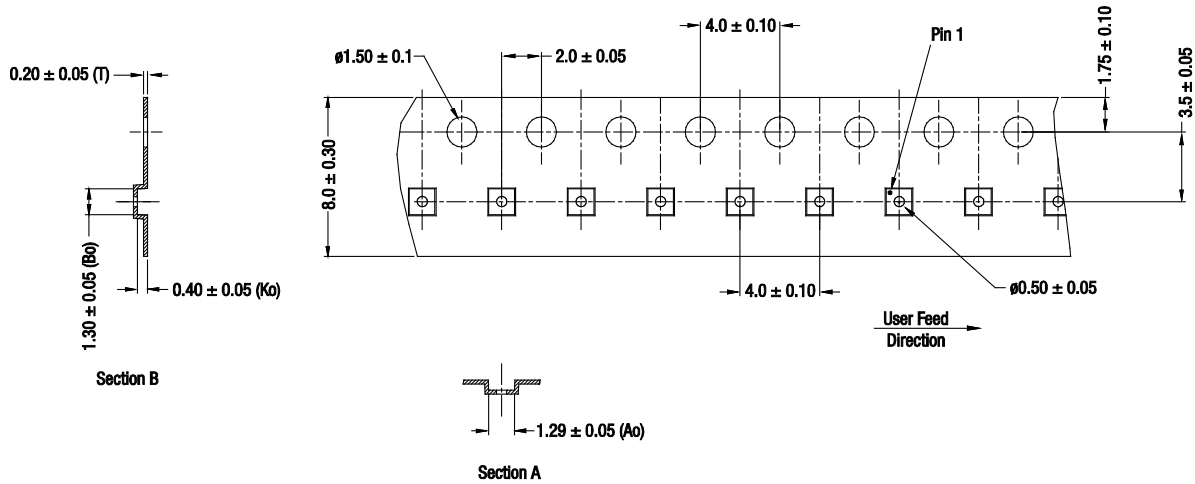 4.0 ± 0.10
Pin 1
1.75 ± 0.10
ø1.50 ± 0.1
2.0 ± 0.05
0.20 ± 0.05 (T)
3.5 ± 0.05
8.0 ± 0.30
1.30 ± 0.05 (Bo)
0.40 ± 0.05 (Ko)
4.0 ± 0.10
ø0.50 ± 0.05
User Feed
Direction
Section B
1.29 ± 0.05 (Ao)
Section A